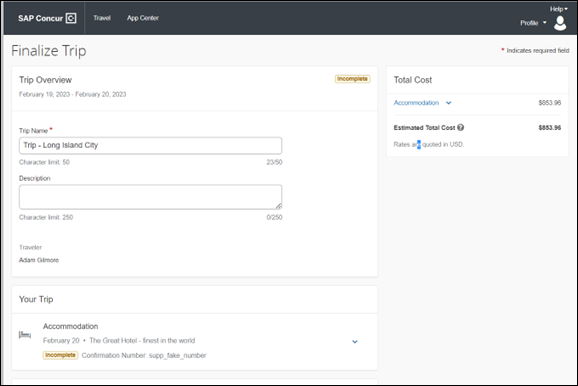 SAP Concur C Travel App Center Help
Profile
Finalize Trip
* Indicates required field
Trip Overview Incomplete
February 19, 2023 - February 20, 2023
Trip Name *
Trip - Long Island City
Character limit: 50 23/50
Description
Character limit: 250 0/250
Traveler
Adam Gilmore
Your Trip
Accommodation
February 20 • The Great Hotel - finest in the world
Incomplete Confirmation Number: supp_fake_number
Total Cost
Accommodation $853.96
Estimated Total Cost ? $853.96
Rates are quoted in USD.